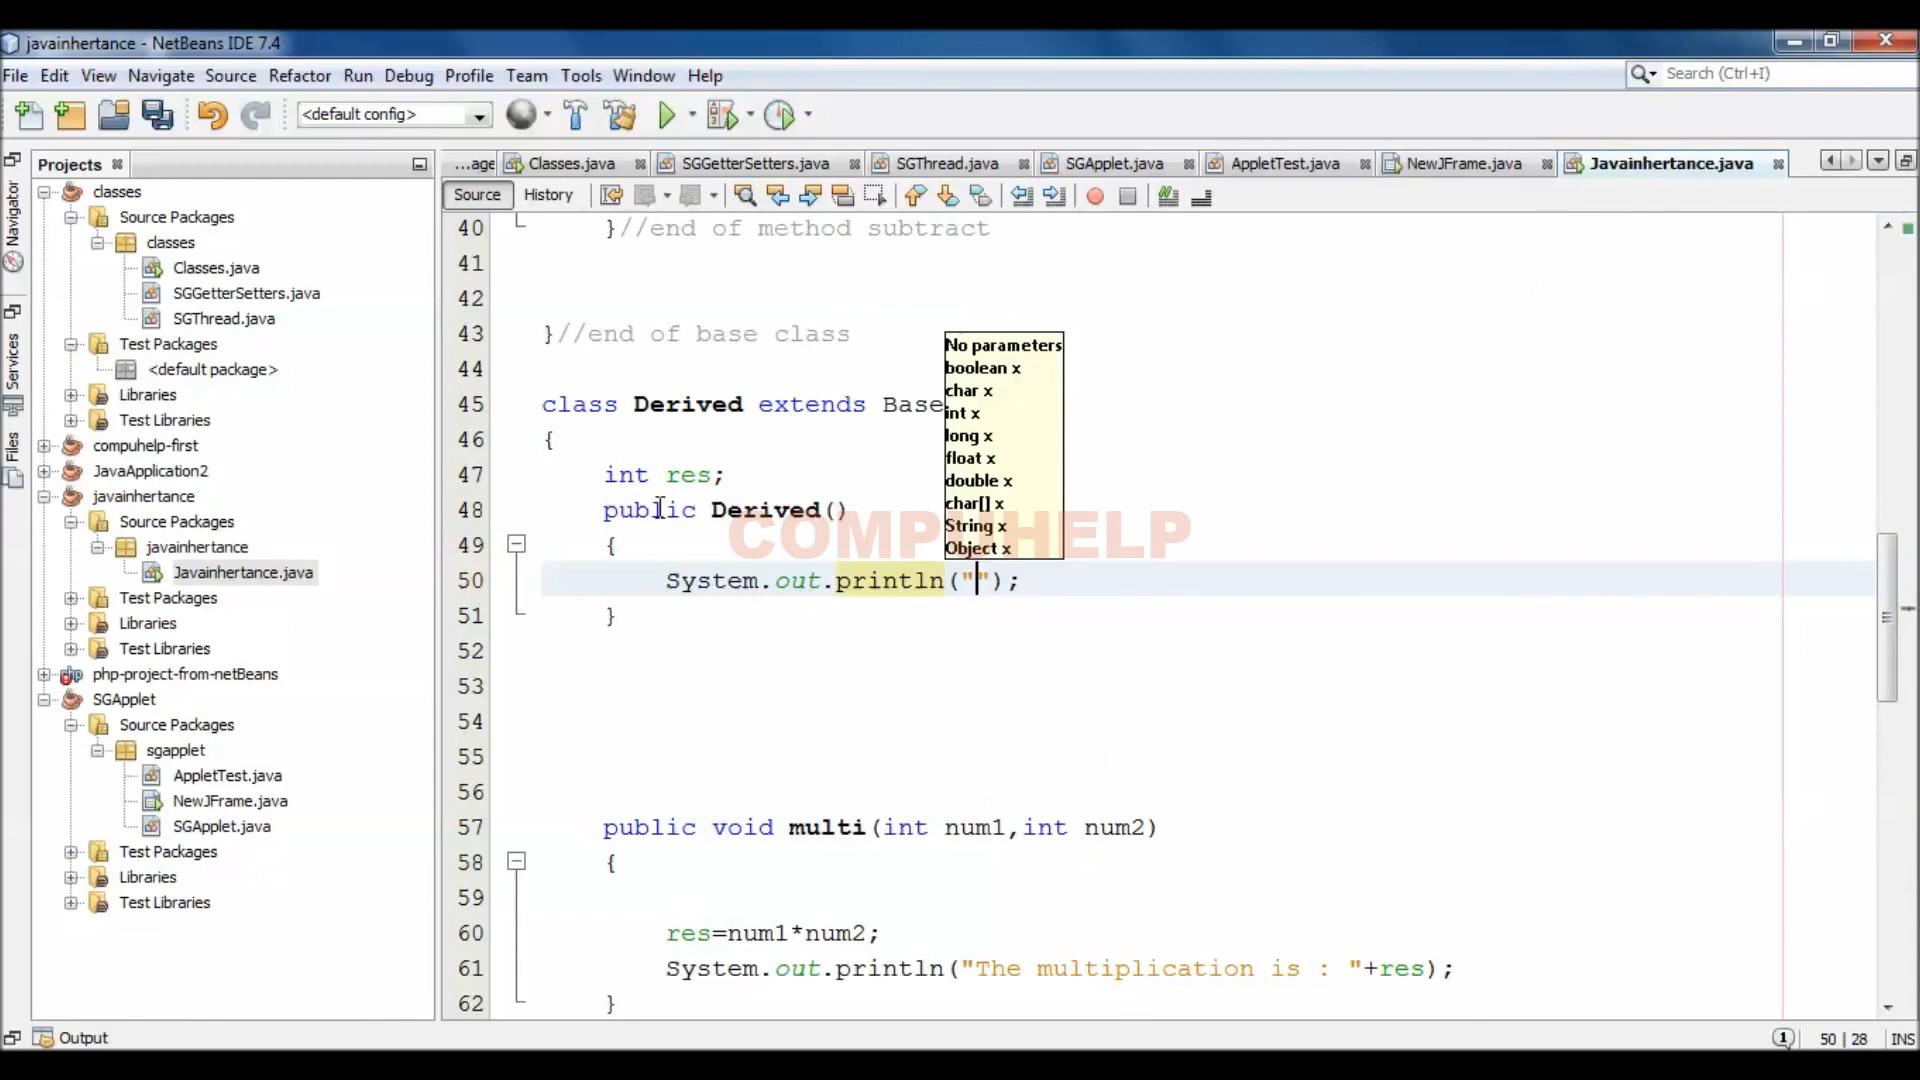 javainhertance - NetBeans IDE 7.4
File Edit View Navigate Source Refactor Run Debug Profile Team Tools Window Help
Search (Ctrl+I)
<default config>
Projects
...age Classes.java SGGetterSetters.java SGThread.java SGApplet.java AppletTest.java NewJFrame.java Javainhertance.java
Source History
Navigator
Services
Files
classes
Source Packages
classes
Classes.java
SGGetterSetters.java
SGThread.java
Test Packages
<default package>
Libraries
Test Libraries
compuhelp-first
JavaApplication2
javainhertance
Source Packages
javainhertance
Javainhertance.java
Test Packages
Libraries
Test Libraries
php-project-from-netBeans
SGApplet
Source Packages
sgapplet
AppletTest.java
NewJFrame.java
SGApplet.java
Test Packages
Libraries
Test Libraries
40 }//end of method subtract
41
42
43 }//end of base class
44
45 class Derived extends Base
46 {
47 int res;
48 public Derived()
49 {
50 System.out.println("");
51 }
52
53
54
55
56
57 public void multi(int num1,int num2)
58 {
59
60 res=num1*num2;
61 System.out.println("The multiplication is : "+res);
62 }
No parameters
boolean x
char x
int x
long x
float x
double x
char[] x
String x
Object x
COMPUHELP
Output
1 50 | 28 INS